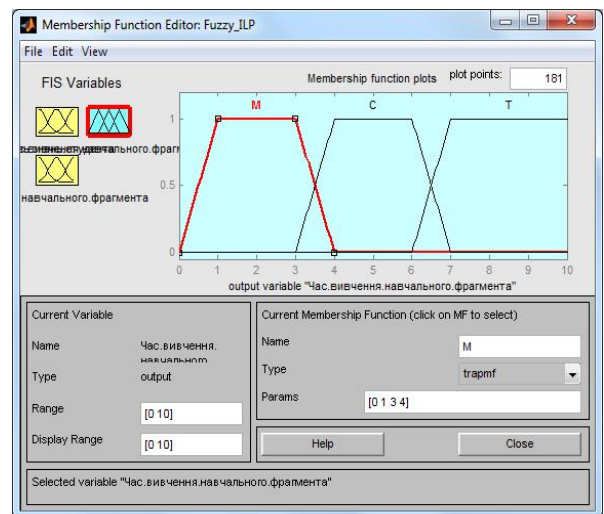 Membership Function Editor: Fuzzy_ILP
File Edit View
FIS Variables
Membership function plots
plot points:
181
M
C
T
1
0.5
0
навчального.фрагмента
0 1 2 3 4 5 6 7 8 9 10
output variable "Час.вивчення.навчального.фрагмента"
Current Variable
Name
Час.вивчення.
навчального
Type
output
Range
[0 10]
Display Range
[0 10]
Current Membership Function (click on MF to select)
Name
M
Type
trapmf
Params
[0 1 3 4]
Help
Close
Selected variable "Час.вивчення.навчального.фрагмента"